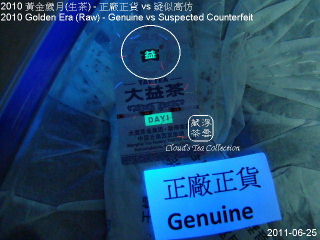 2010 黃金歲月(生茶) - 正廠正貨 vs 疑似高仿
2010 Golden Era (Raw) - Genuine vs Suspected Counterfeit
益
大益茶
DAYI
藏浮
茶雲
Cloud's Tea Collection
正廠正貨
Genuine
2011-06-25